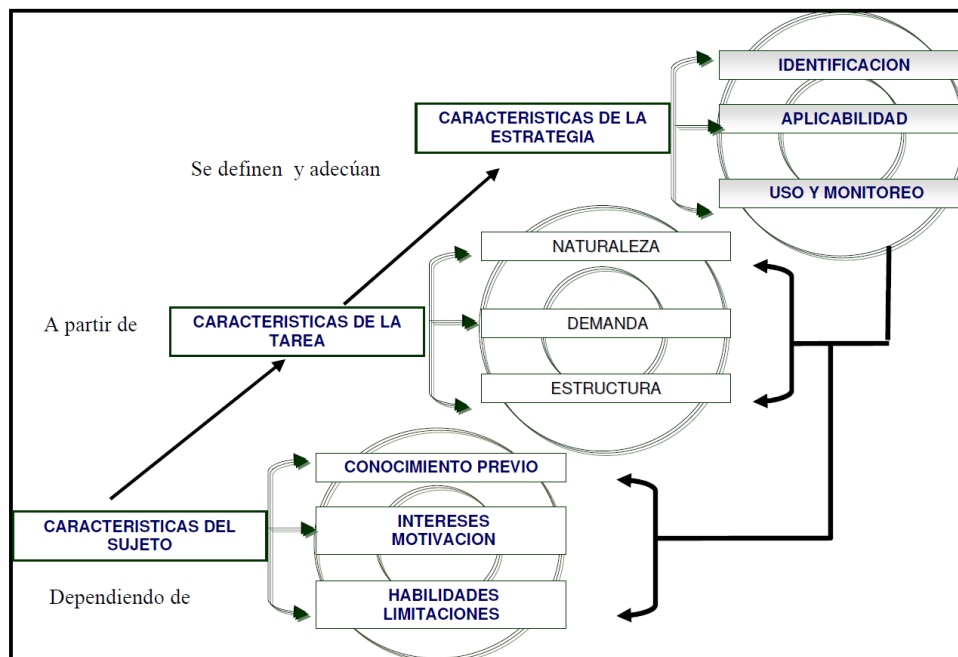 IDENTIFICACION
CARACTERISTICAS DE LA
ESTRATEGIA
APLICABILIDAD
Se definen y adecúan
USO Y MONITOREO
NATURALEZA
A partir de
CARACTERISTICAS DE LA
TAREA
DEMANDA
ESTRUCTURA
CONOCIMIENTO PREVIO
CARACTERISTICAS DEL
SUJETO
INTERESES
MOTIVACION
Dependiendo de
HABILIDADES
LIMITACIONES